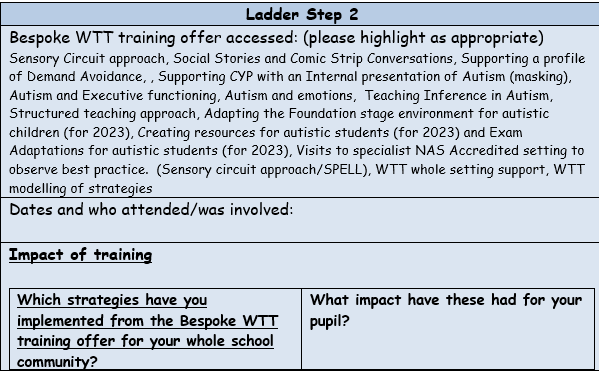 Ladder Step 2
Bespoke WTT training offer accessed: (please highlight as appropriate)
Sensory Circuit approach, Social Stories and Comic Strip Conversations, Supporting a profile
of Demand Avoidance, , Supporting CYP with an Internal presentation of Autism (masking),
Autism and Executive functioning, Autism and emotions,  Teaching Inference in Autism,
Structured teaching approach, Adapting the Foundation stage environment for autistic
children (for 2023), Creating resources for autistic students (for 2023) and Exam
Adaptations for autistic students (for 2023), Visits to specialist NAS Accredited setting to
observe best practice.  (Sensory circuit approach/SPELL), WTT whole setting support, WTT
modelling of strategies
Dates and who attended/was involved:
Impact of training
Which strategies have you
implemented from the Bespoke WTT
training offer for your whole school
community?
What impact have these had for your
pupil?